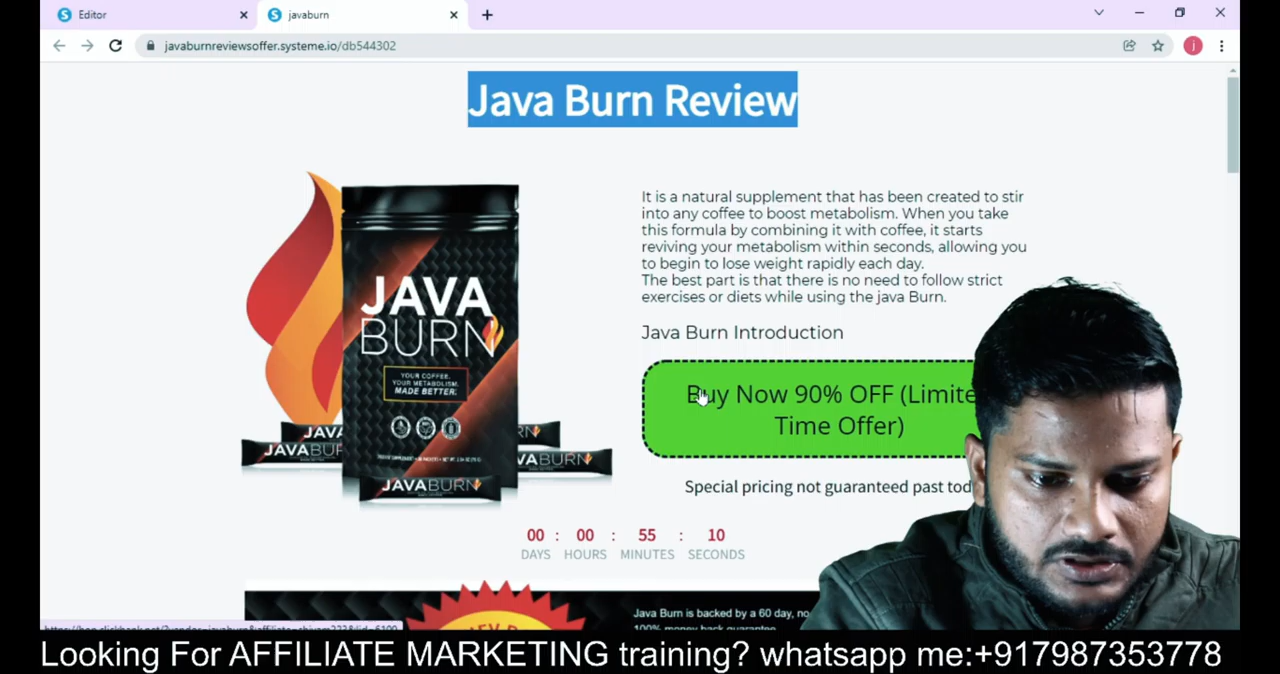 Editor
javaburn
javaburnreviewsoffer.systeme.io/db544302
j
Java Burn Review
It is a natural supplement that has been created to stir
into any coffee to boost metabolism. When you take
this formula by combining it with coffee, it starts
reviving your metabolism within seconds, allowing you
to begin to lose weight rapidly each day.
The best part is that there is no need to follow strict
exercises or diets while using the java Burn.
Java Burn Introduction
JAVA
BURN
YOUR COFFEE.
YOUR METABOLISM.
MADE BETTER.
JAVABURN
Buy Now 90% OFF (Limite
Time Offer)
Special pricing not guaranteed past tod
00 : 00 : 55 : 10
DAYS HOURS MINUTES SECONDS
Java Burn is backed by a 60 day, no
100% money back guarantee
Looking For AFFILIATE MARKETING training? whatsapp me:+917987353778